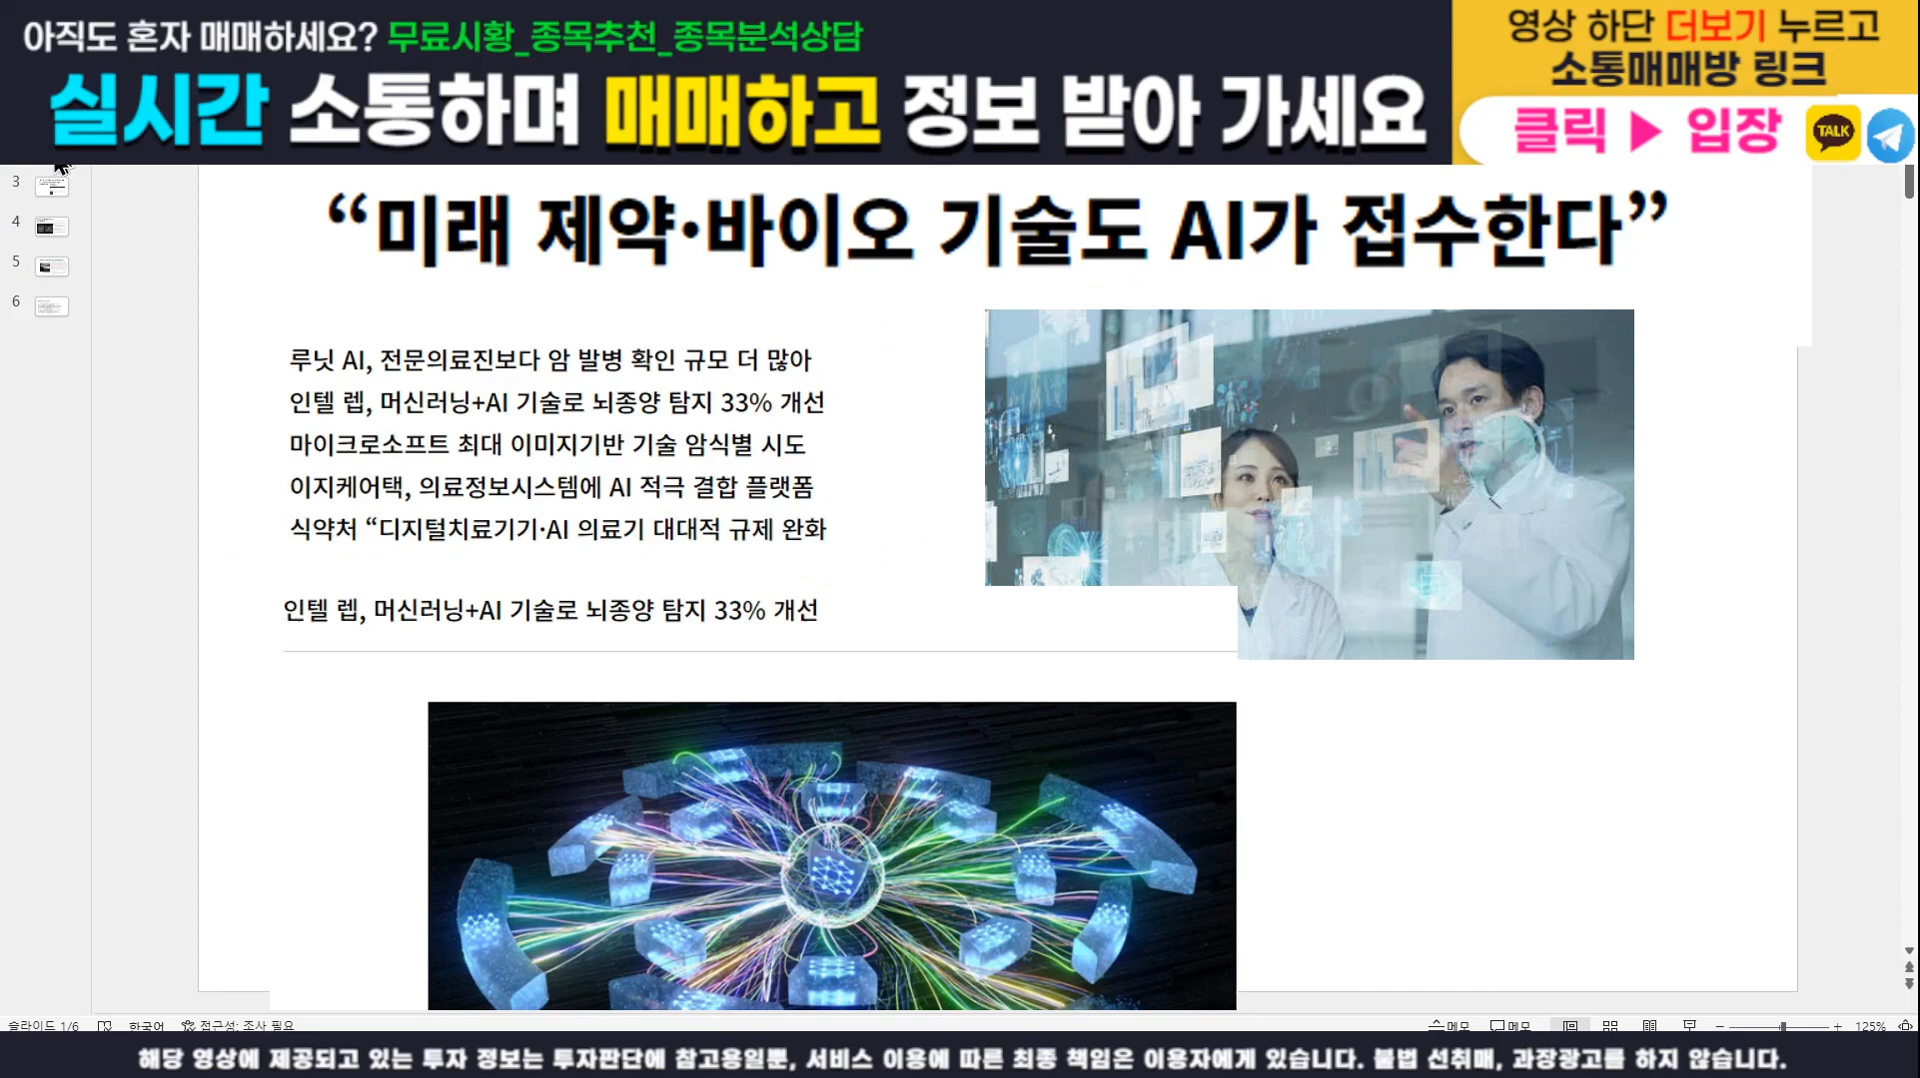 아직도 혼자 매매하세요? 무료시황_종목추천_종목분석상담
실시간 소통하며 매매하고 정보 받아 가세요
영상 하단 더보기 누르고
소통매매방 링크
클릭 ▶ 입장
TALK
3
4
5
6
“미래 제약·바이오 기술도 AI가 접수한다”
루닛 AI, 전문의료진보다 암 발병 확인 규모 더 많아
인텔 렙, 머신러닝+AI 기술로 뇌종양 탐지 33% 개선
마이크로소프트 최대 이미지기반 기술 암식별 시도
이지케어택, 의료정보시스템에 AI 적극 결합 플랫폼
식약처 “디지털치료기기·AI 의료기 대대적 규제 완화
인텔 렙, 머신러닝+AI 기술로 뇌종양 탐지 33% 개선
슬라이드 1/6 한국어 접근성: 조사 필요 메모 메모 125%
해당 영상에 제공되고 있는 투자 정보는 투자판단에 참고용일뿐, 서비스 이용에 따른 최종 책임은 이용자에게 있습니다. 불법 선취매, 과장광고를 하지 않습니다.